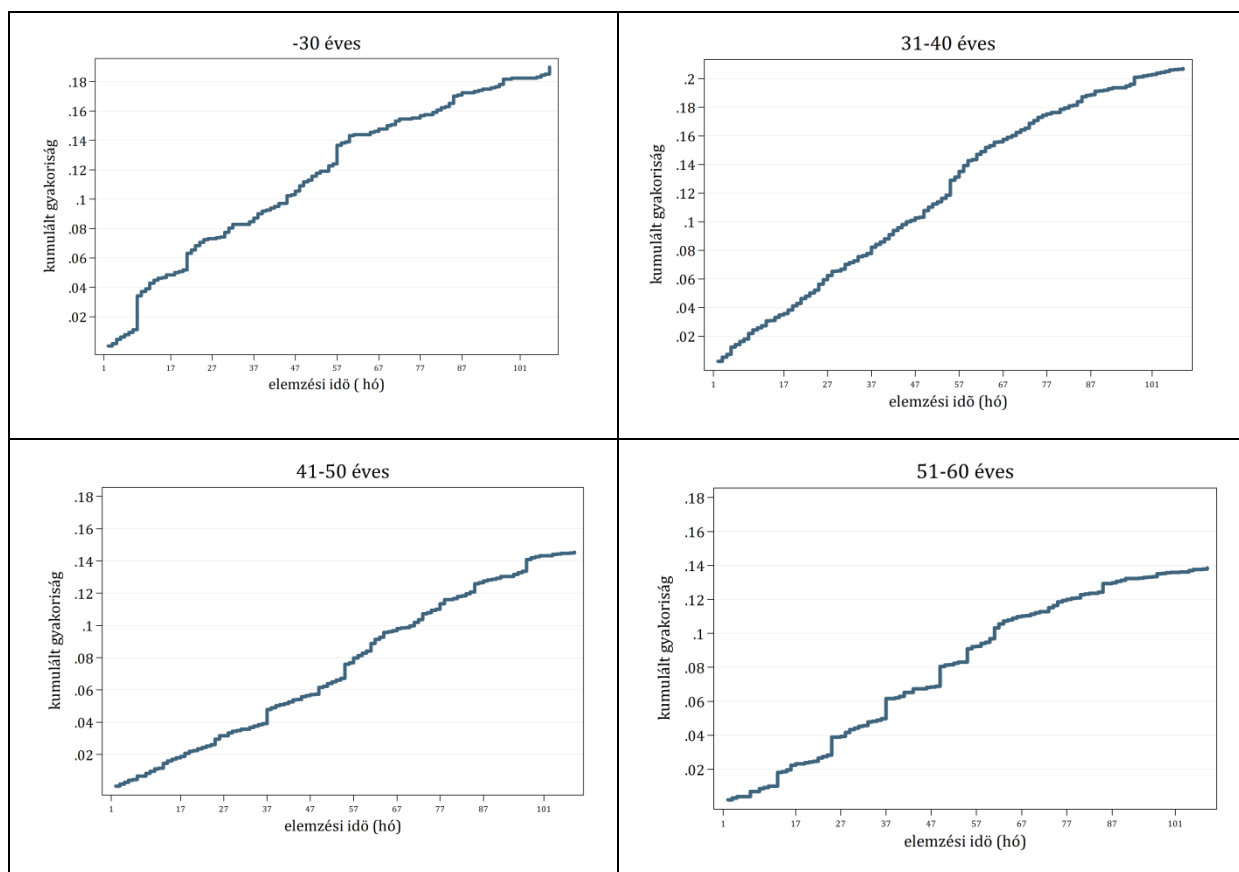 -30 éves
kumulált gyakoriság
.18
.16
.14
.12
.1
.08
.06
.04
.02
1 17 27 37 47 57 67 77 87 101
elemzési idö ( hó)
31-40 éves
kumulált gyakoriság
.2
.18
.16
.14
.12
.1
.08
.06
.04
.02
1 17 27 37 47 57 67 77 87 101
elemzési idõ (hó)
41-50 éves
kumulált gyakoriság
.18
.16
.14
.12
.1
.08
.06
.04
.02
1 17 27 37 47 57 67 77 87 101
elemzési idö (hó)
51-60 éves
kumulált gyakoriság
.18
.16
.14
.12
.1
.08
.06
.04
.02
1 17 27 37 47 57 67 77 87 101
elemzési idö (hó)